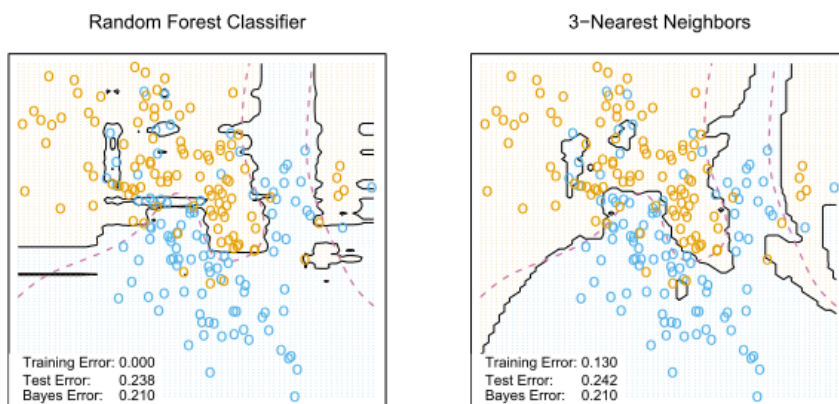 Random Forest Classifier
Training Error: 0.000
Test Error: 0.238
Bayes Error: 0.210
3−Nearest Neighbors
Training Error: 0.130
Test Error: 0.242
Bayes Error: 0.210